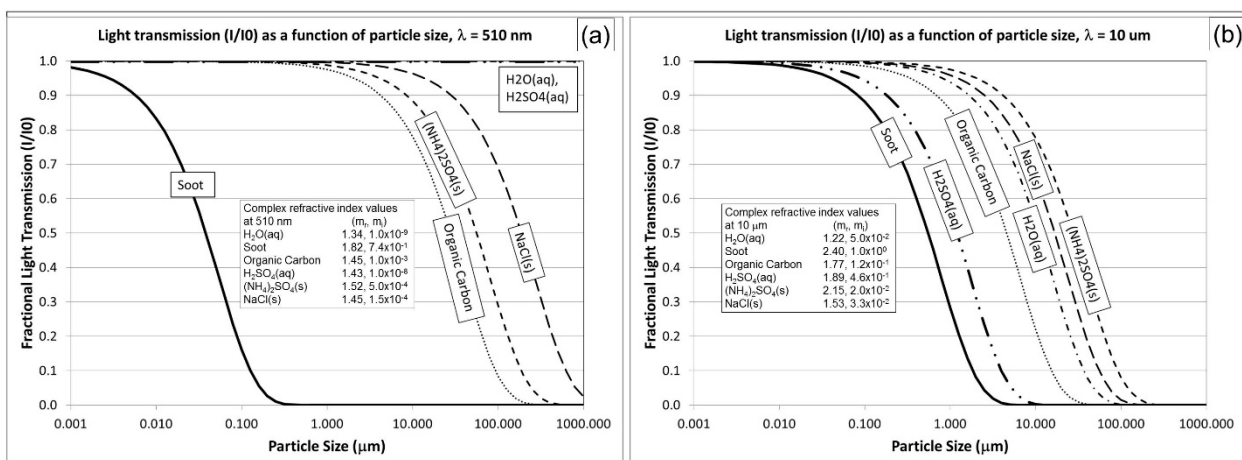 Light transmission (I/I0) as a function of particle size, λ = 510 nm
(a)
Fractional Light Transmission (I/I0)
1.0
0.9
0.8
0.7
0.6
0.5
0.4
0.3
0.2
0.1
0.0
H2O(aq),
H2SO4(aq)
Soot
(NH4)2SO4(s)
Organic Carbon
NaCl(s)
Complex refractive index values
at 510 nm (mᵣ, mᵢ)
H₂O(aq) 1.34, 1.0x10⁻⁹
Soot 1.82, 7.4x10⁻¹
Organic Carbon 1.45, 1.0x10⁻³
H₂SO₄(aq) 1.43, 1.0x10⁻⁸
(NH₄)₂SO₄(s) 1.52, 5.0x10⁻⁴
NaCl(s) 1.45, 1.5x10⁻⁴
0.001 0.010 0.100 1.000 10.000 100.000 1000.000
Particle Size (μm)
Light transmission (I/I0) as a function of particle size, λ = 10 um
(b)
Fractional Light Transmission (I/I0)
1.0
0.9
0.8
0.7
0.6
0.5
0.4
0.3
0.2
0.1
0.0
Soot
H2SO4(aq)
Organic Carbon
H2O(aq)
NaCl(s)
(NH4)2SO4(s)
Complex refractive index values
at 10 μm (mᵣ, mᵢ)
H₂O(aq) 1.22, 5.0x10⁻²
Soot 2.40, 1.0x10⁰
Organic Carbon 1.77, 1.2x10⁻¹
H₂SO₄(aq) 1.89, 4.6x10⁻¹
(NH₄)₂SO₄(s) 2.15, 2.0x10⁻²
NaCl(s) 1.53, 3.3x10⁻²
0.001 0.010 0.100 1.000 10.000 100.000 1000.000
Particle Size (μm)